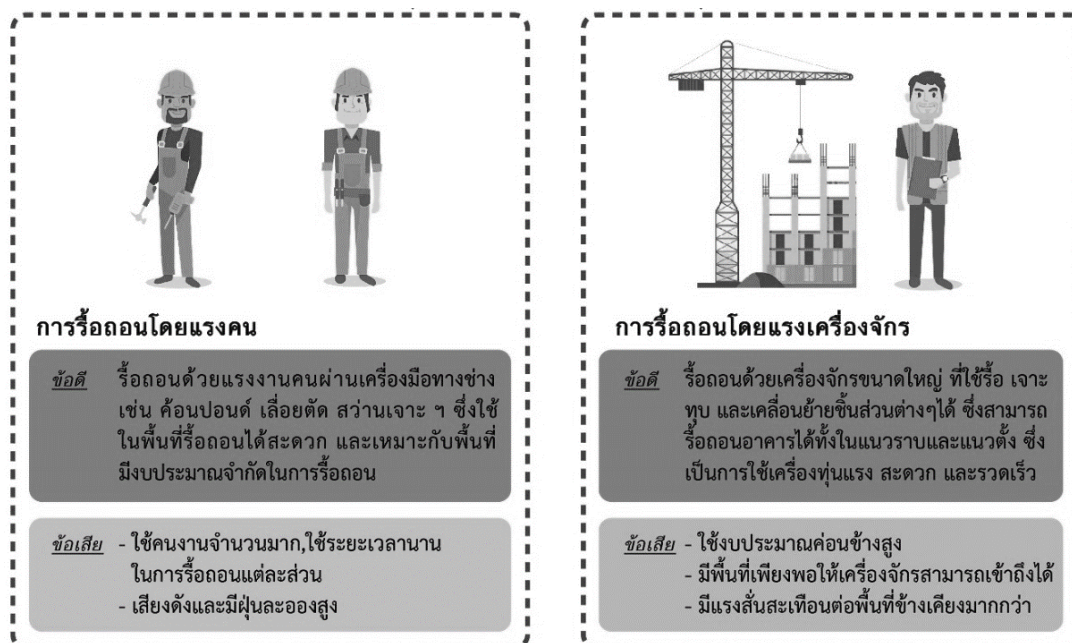 การรื้อถอนโดยแรงคน
ข้อดี รื้อถอนด้วยแรงงานคนผ่านเครื่องมือทางช่าง
เช่น ค้อนปอนด์ เลื่อยตัด สว่านเจาะ ฯ ซึ่งใช้
ในพื้นที่รื้อถอนได้สะดวก และเหมาะกับพื้นที่
มีงบประมาณจำกัดในการรื้อถอน
ข้อเสีย - ใช้คนงานจำนวนมาก,ใช้ระยะเวลานาน
ในการรื้อถอนแต่ละส่วน
- เสียงดังและมีฝุ่นละอองสูง
การรื้อถอนโดยแรงเครื่องจักร
ข้อดี รื้อถอนด้วยเครื่องจักรขนาดใหญ่ ที่ใช้รื้อ เจาะ
ทุบ และเคลื่อนย้ายชิ้นส่วนต่างๆได้ ซึ่งสามารถ
รื้อถอนอาคารได้ทั้งในแนวราบและแนวตั้ง ซึ่ง
เป็นการใช้เครื่องทุ่นแรง สะดวก และรวดเร็ว
ข้อเสีย - ใช้งบประมาณค่อนข้างสูง
- มีพื้นที่เพียงพอให้เครื่องจักรสามารถเข้าถึงได้
- มีแรงสั่นสะเทือนต่อพื้นที่ข้างเคียงมากกว่า